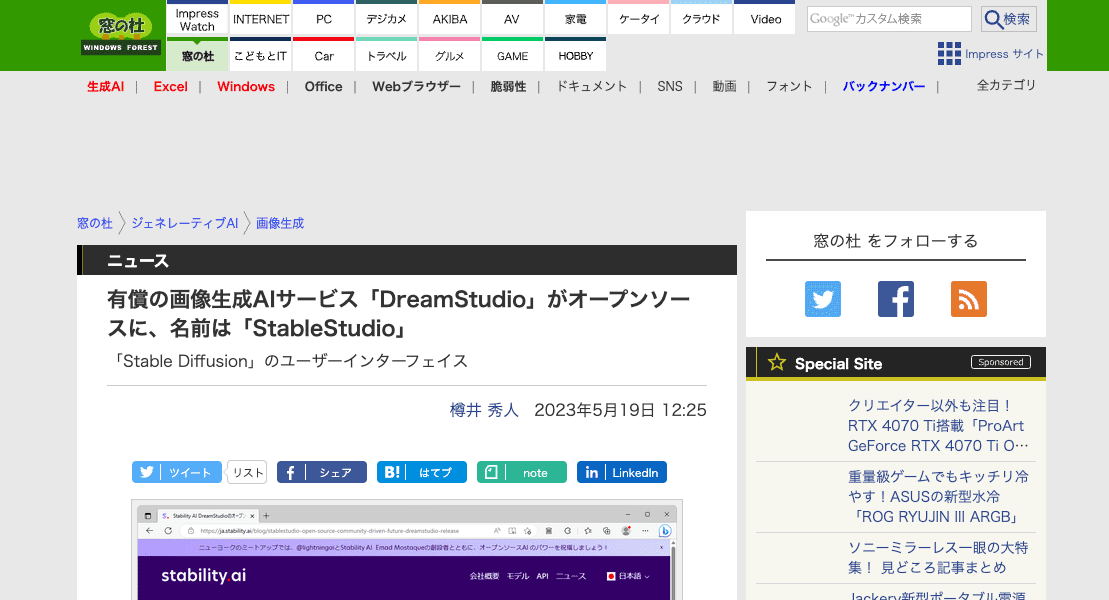 窓の杜
WINDOWS FOREST
Impress Watch
INTERNET
PC
デジカメ
AKIBA
AV
家電
ケータイ
クラウド
Video
窓の杜
こどもとIT
Car
トラベル
グルメ
GAME
HOBBY
Google™カスタム検索
検索
Impress サイト
生成AI | Excel | Windows | Office | Webブラウザー | 脆弱性 | ドキュメント | SNS | 動画 | フォント | バックナンバー |
全カテゴリ
窓の杜 〉 ジェネレーティブAI 〉 画像生成
ニュース
有償の画像生成AIサービス「DreamStudio」がオープンソー
スに、名前は「StableStudio」
「Stable Diffusion」のユーザーインターフェイス
樽井 秀人 2023年5月19日 12:25
ツイート
リスト
シェア
B! はてブ
note
in LinkedIn
Stability AI DreamStudioのオープ
https://ja.stability.ai/blog/stablestudio-open-source-community-driven-future-dreamstudio-release
ニューヨークのミートアップでは、@lightningaiとStability AI Emad Mostaqueの創設者とともに、オープンソースAI のパワーを祝福しましょう！
stability.ai
会社概要 モデル API ニュース 日本語
窓の杜 をフォローする
Special Site
Sponsored
クリエイター以外も注目！
RTX 4070 Ti搭載「ProArt
GeForce RTX 4070 Ti O…
重量級ゲームでもキッチリ冷
やす！ASUSの新型水冷
「ROG RYUJIN III ARGB」
ソニーミラーレス一眼の大特
集！ 見どころ記事まとめ
Jackery新型ポータブル電源